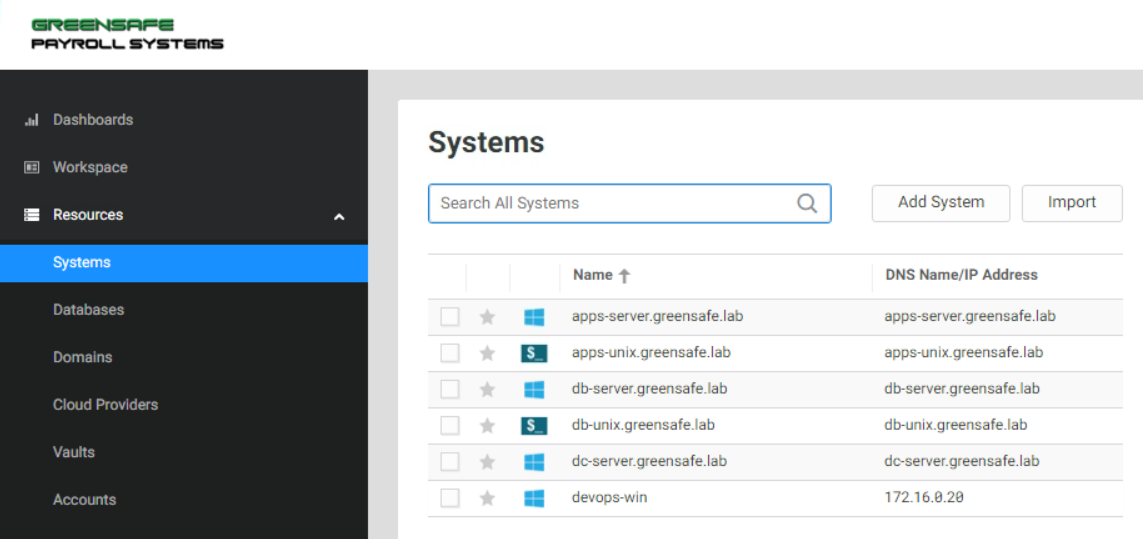 GREENSAFE
PAYROLL SYSTEMS
Dashboards
Workspace
Resources
Systems
Databases
Domains
Cloud Providers
Vaults
Accounts
Systems
Search All Systems
Add System
Import
Name DNS Name/IP Address
apps-server.greensafe.lab apps-server.greensafe.lab
$_ apps-unix.greensafe.lab apps-unix.greensafe.lab
db-server.greensafe.lab db-server.greensafe.lab
$_ db-unix.greensafe.lab db-unix.greensafe.lab
dc-server.greensafe.lab dc-server.greensafe.lab
devops-win 172.16.0.20